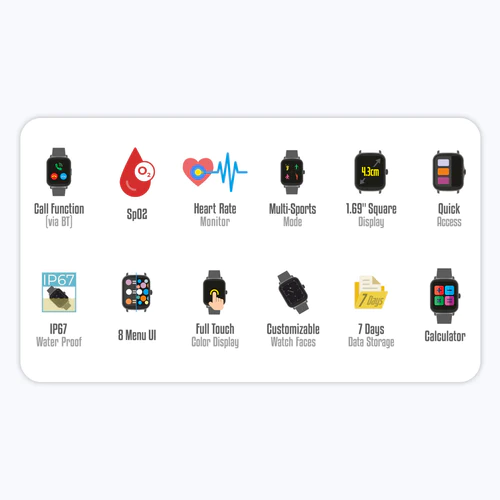 O2
4.3cm
Call Function
(via BT)
SpO2
Heart Rate
Monitor
Multi-Sports
Mode
1.69" Square
Display
Quick
Access
IP67
7 Days
IP67
Water Proof
8 Menu UI
Full Touch
Color Display
Customizable
Watch Faces
7 Days
Data Storage
Calculator